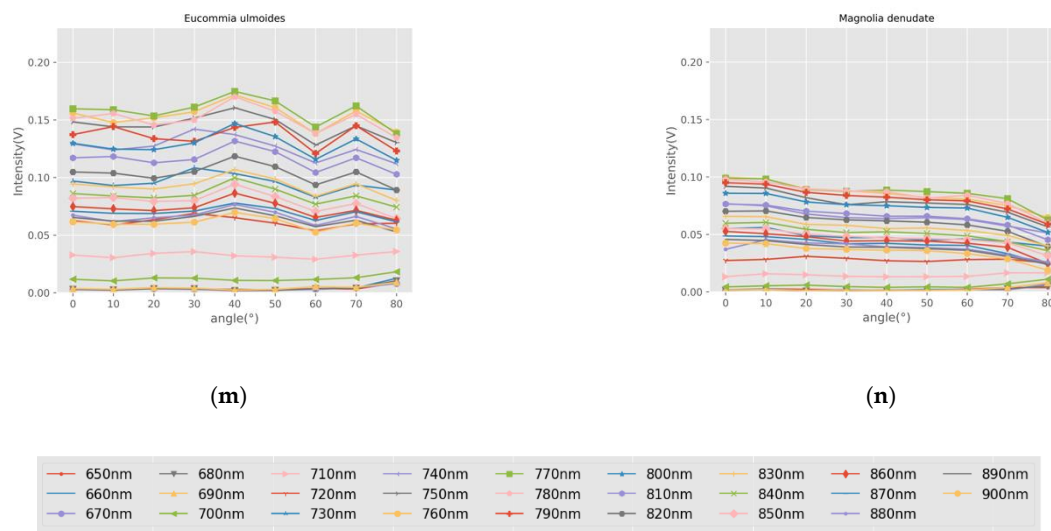 Eucommia ulmoides
Magnolia denudate
0.20
0.15
0.10
0.05
0.00
Intensity(V)
0 10 20 30 40 50 60 70 80
angle(°)
0.20
0.15
0.10
0.05
0.00
Intensity(V)
0 10 20 30 40 50 60 70 80
angle(°)
(m)
(n)
650nm 680nm 710nm 740nm 770nm 800nm 830nm 860nm 890nm
660nm 690nm 720nm 750nm 780nm 810nm 840nm 870nm 900nm
670nm 700nm 730nm 760nm 790nm 820nm 850nm 880nm